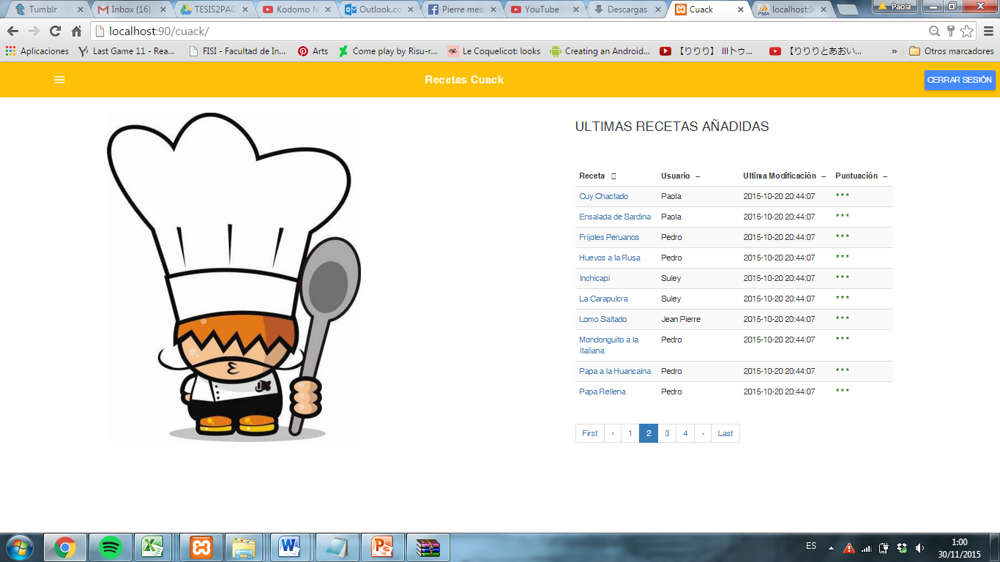 Tumblr Inbox (16) TESIS2PAC Kodomo N Outlook.co Pierre mes YouTube Descargas Cuack localhost:9 Paola
localhost:90/cuack/
Aplicaciones Last Game 11 - Rea... FISI - Facultad de In... Arts Come play by Risu-r... Le Coquelicot: looks Creating an Android... 【りりり】 IIIトゥ... 【りりりとあおい... » Otros marcadores
Recetas Cuack CERRAR SESIÓN
ULTIMAS RECETAS AÑADIDAS
Receta Usuario Ultima Modificación Puntuación
Cuy Chactado Paola 2015-10-20 20:44:07 * * *
Ensalada de Sardina Paola 2015-10-20 20:44:07 * * *
Frijoles Peruanos Pedro 2015-10-20 20:44:07 * * *
Huevos a la Rusa Pedro 2015-10-20 20:44:07 * * *
Inchicapi Suley 2015-10-20 20:44:07 * * *
La Carapulcra Suley 2015-10-20 20:44:07 * * *
Lomo Saltado Jean Pierre 2015-10-20 20:44:07 * * *
Mondonguito a la Pedro 2015-10-20 20:44:07 * * *
Italiana
Papa a la Huancaina Pedro 2015-10-20 20:44:07 * * *
Papa Rellena Pedro 2015-10-20 20:44:07 * * *
First ‹ 1 2 3 4 › Last
ES 1:00
30/11/2015